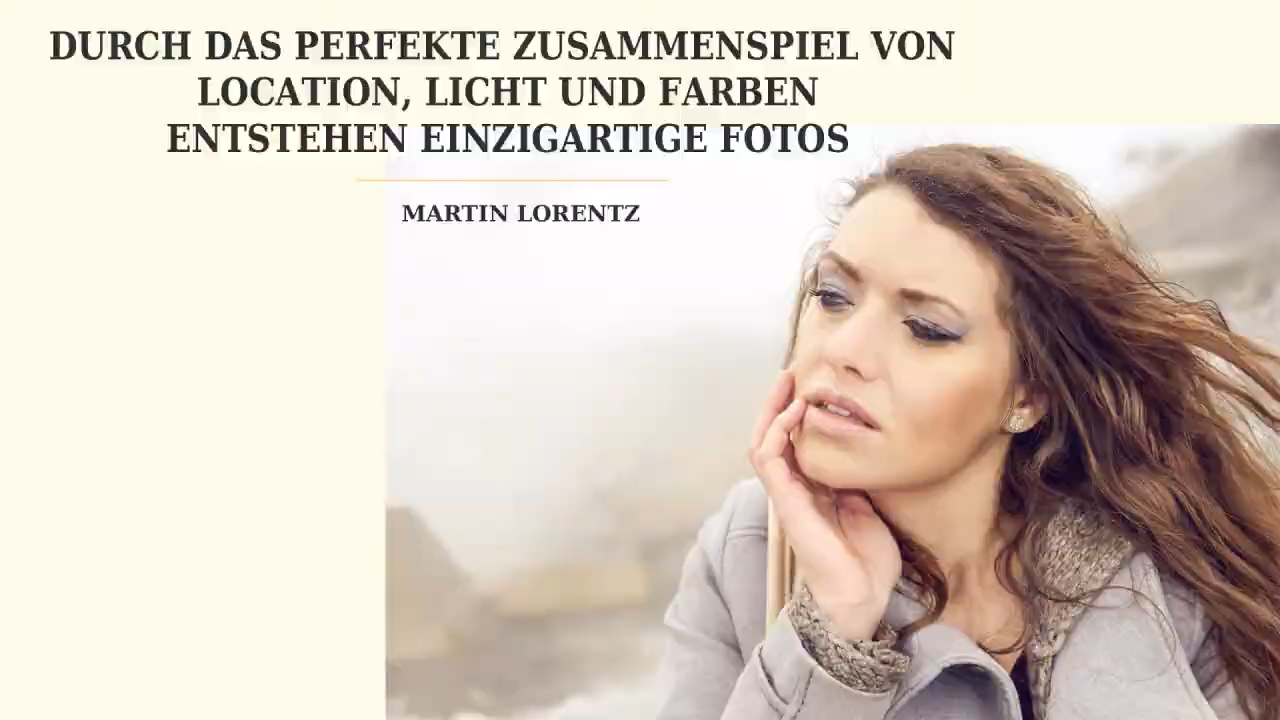 DURCH DAS PERFEKTE ZUSAMMENSPIEL VON
LOCATION, LICHT UND FARBEN
ENTSTEHEN EINZIGARTIGE FOTOS
MARTIN LORENTZ